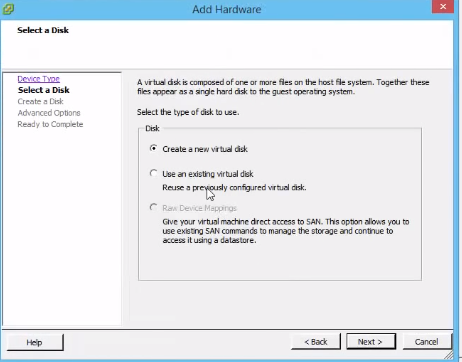 Add Hardware
Select a Disk
Device Type
Select a Disk
Create a Disk
Advanced Options
Ready to Complete
A virtual disk is composed of one or more files on the host file system. Together these
files appear as a single hard disk to the guest operating system.
Select the type of disk to use.
Disk
Create a new virtual disk
Use an existing virtual disk
Reuse a previously configured virtual disk.
Raw Device Mappings
Give your virtual machine direct access to SAN. This option allows you to
use existing SAN commands to manage the storage and continue to
access it using a datastore.
Help
< Back
Next >
Cancel